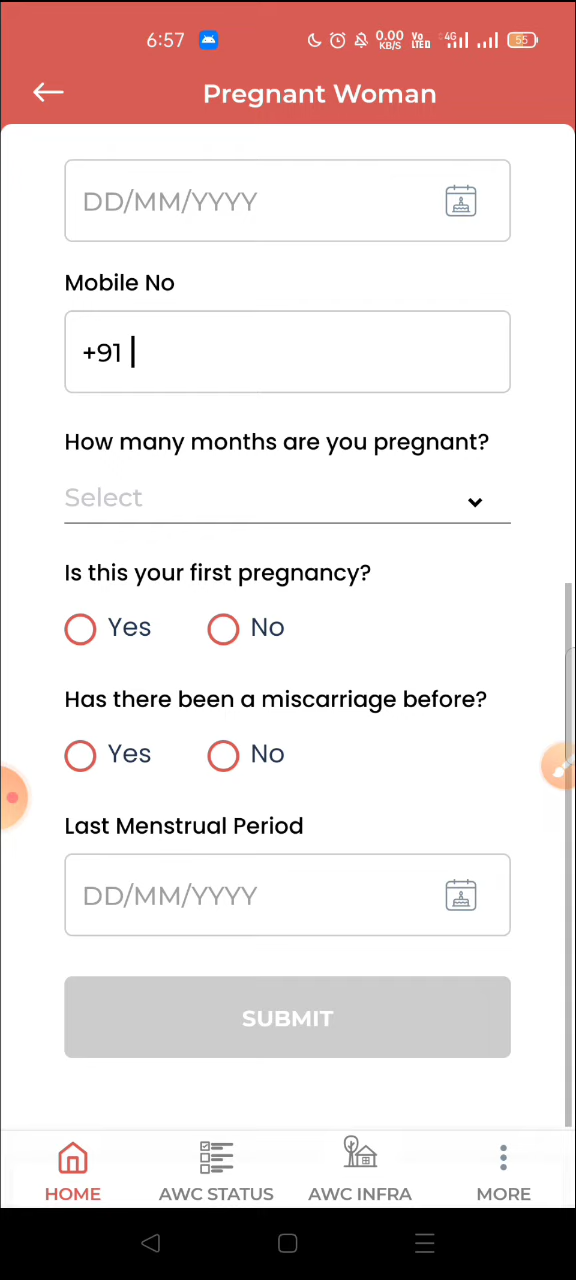 6:57 0.00 KB/S Vo LTED 4G 55
Pregnant Woman
DD/MM/YYYY
Mobile No
+91
How many months are you pregnant?
Select
Is this your first pregnancy?
Yes No
Has there been a miscarriage before?
Yes No
Last Menstrual Period
DD/MM/YYYY
SUBMIT
HOME AWC STATUS AWC INFRA MORE